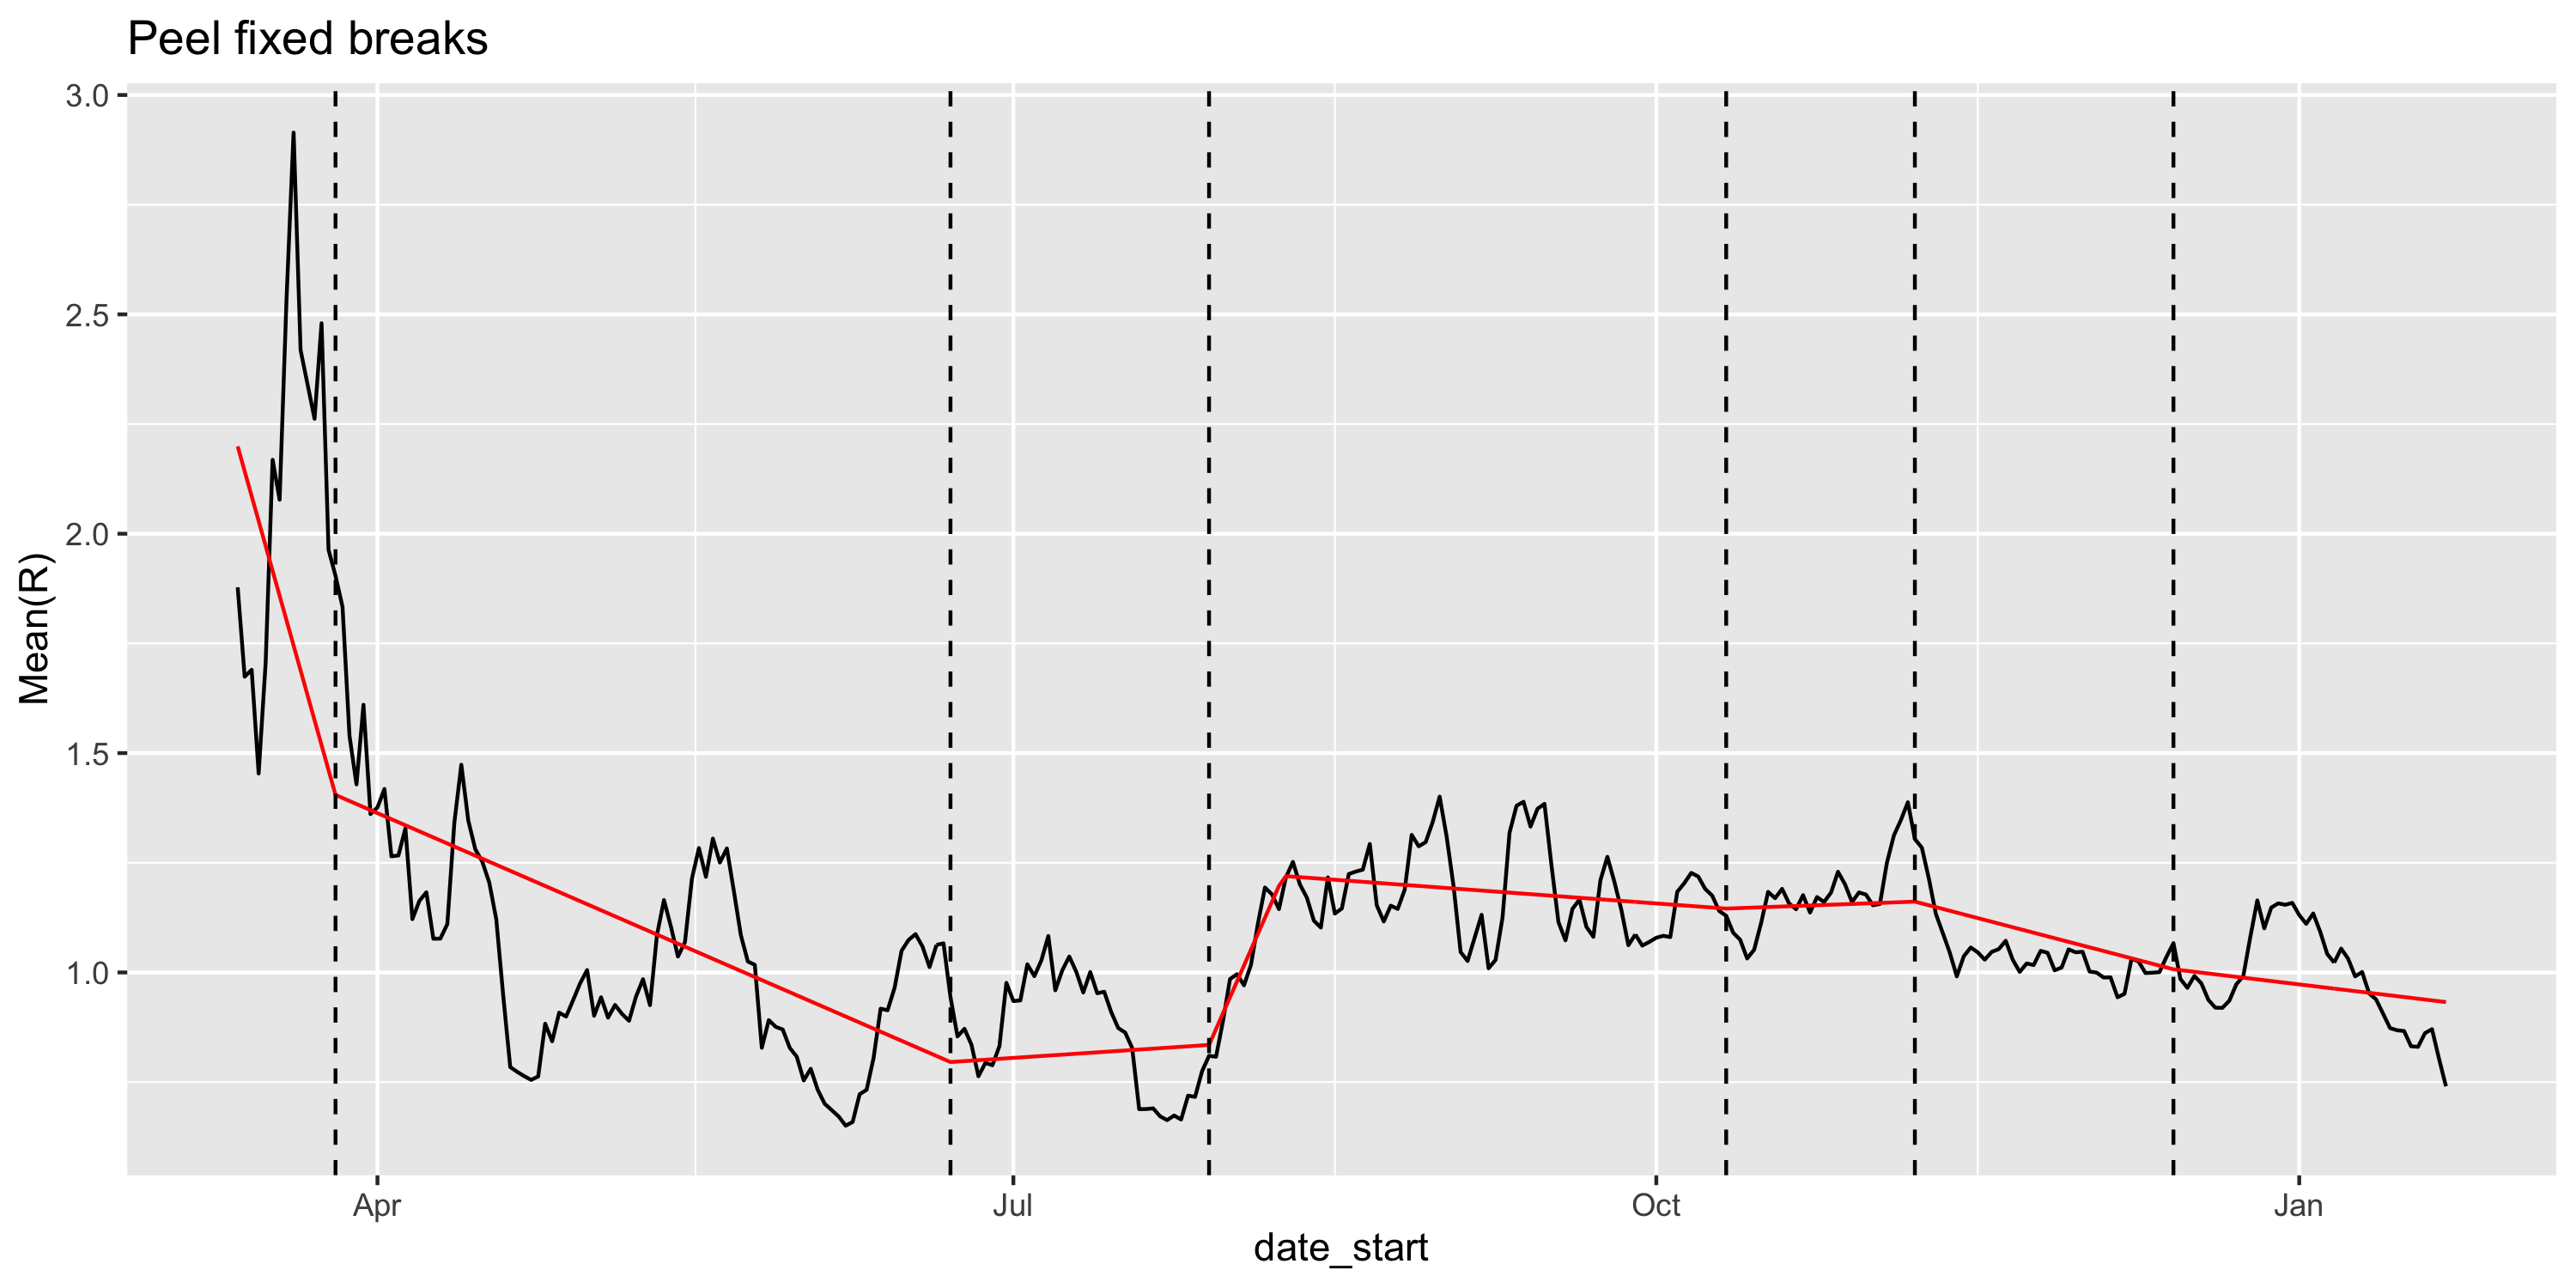 Peel fixed breaks
Mean(R)
3.0
2.5
2.0
1.5
1.0
Apr
Jul
Oct
Jan
date_start